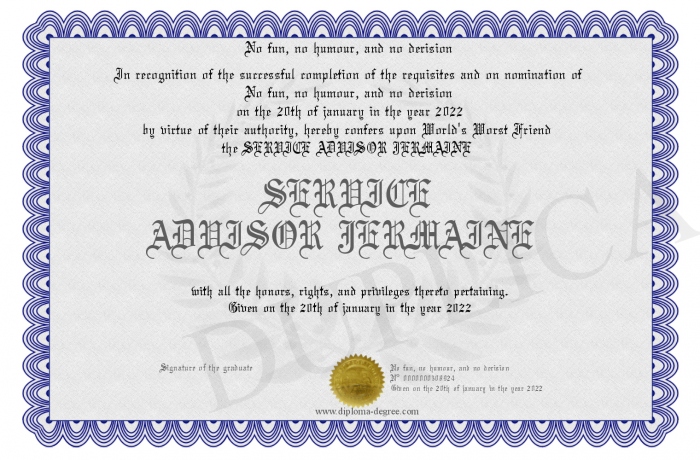 No fun, no humour, and no derision
In recognition of the successful completion of the requisites and on nomination of
No fun, no humour, and no derision
on the 20th of january in the year 2022
by virtue of their authority, hereby confers upon World's Worst Friend
the SERVICE ADVISOR JERMAINE
SERVICE
ADVISOR JERMAINE
with all the honors, rights, and privileges thereto pertaining.
Given on the 20th of january in the year 2022
DUPLICA
Signature of the graduate
No fun, no humour, and no derision
Given on the 20th of january in the year 2022
www.diploma-degree.com